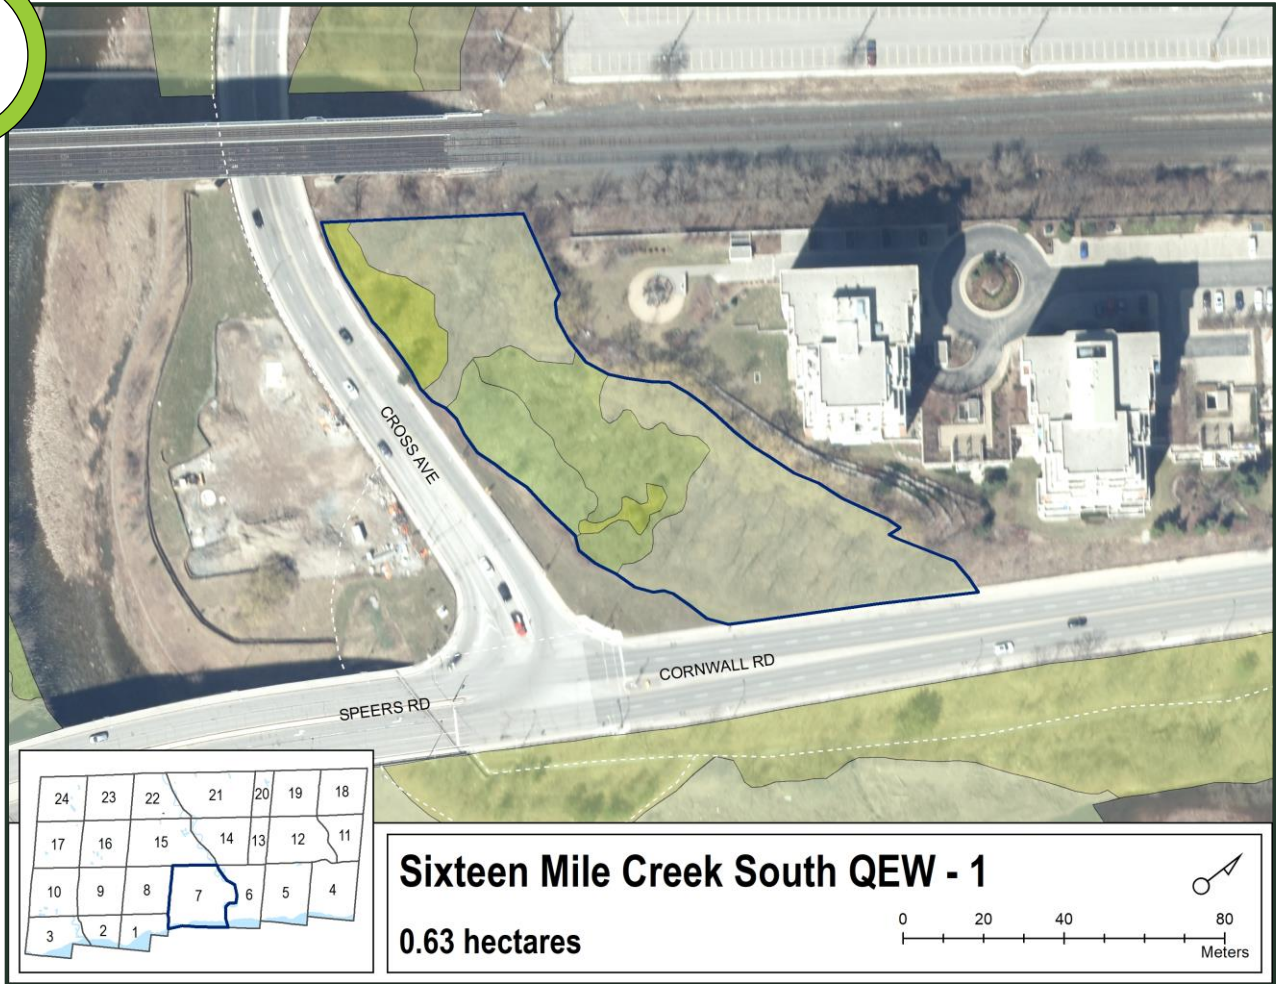 CROSS AVE
CORNWALL RD
SPEERS RD
24 23 22 21 20 19 18
17 16 15 14 13 12 11
10 9 8 7 6 5 4
3 2 1
Sixteen Mile Creek South QEW - 1
0.63 hectares
0 20 40 80
Meters